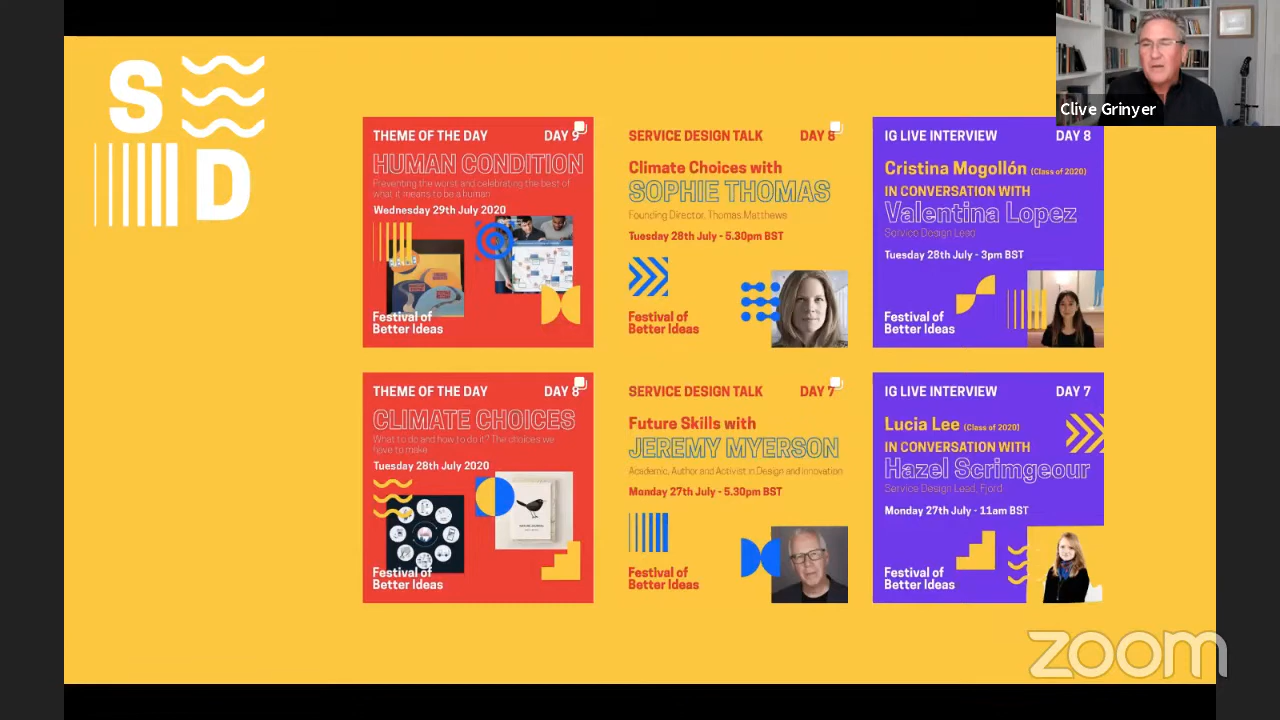 S
D
Clive Grinyer
THEME OF THE DAY DAY 9
HUMAN CONDITION
Preventing the worst and celebrating the best of
what it means to be a human
Wednesday 29th July 2020
Festival of
Better Ideas
SERVICE DESIGN TALK DAY 8
Climate Choices with
SOPHIE THOMAS
Founding Director, Thomas Matthews
Tuesday 28th July - 5.30pm BST
Festival of
Better Ideas
IG LIVE INTERVIEW DAY 8
Cristina Mogollón (Class of 2020)
IN CONVERSATION WITH
Valentina Lopez
Service Design Lead
Tuesday 28th July - 3pm BST
Festival of
Better Ideas
THEME OF THE DAY DAY 8
CLIMATE CHOICES
What to do and how to do it? The choices we
have to make
Tuesday 28th July 2020
Festival of
Better Ideas
SERVICE DESIGN TALK DAY 7
Future Skills with
JEREMY MYERSON
Academic, Author and Activist in Design and Innovation
Monday 27th July - 5.30pm BST
Festival of
Better Ideas
IG LIVE INTERVIEW DAY 7
Lucia Lee (Class of 2020)
IN CONVERSATION WITH
Hazel Scrimgeour
Service Design Lead, Fjord
Monday 27th July - 11am BST
Festival of
Better Ideas
zoom